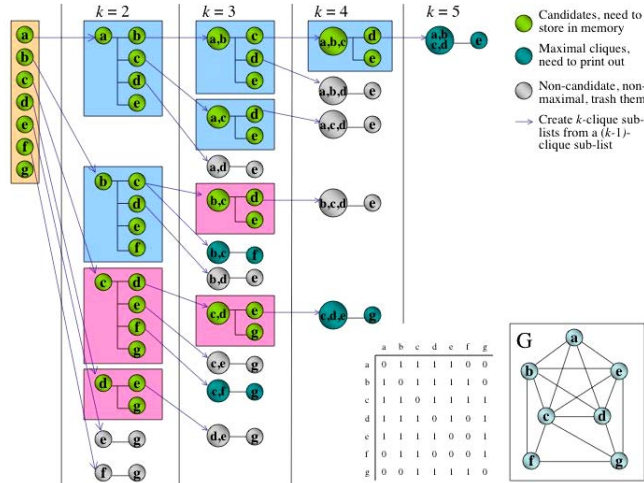 k = 2
k = 3
k = 4
k = 5
a
b
c
d
e
f
g
a b
c
d
e
b c
d
e
f
c d
e
f
g
d e
g
e g
f g
a,b c
d
e
a,c d
e
a,d e
b,c d
e
b,c f
b,d e
c,d e
g
c,e g
c,f g
d,e g
a,b,c d
e
a,b,d e
a,c,d e
b,c,d e
c,d,e g
a,b
c,d e
Candidates, need to
store in memory
Maximal cliques,
need to print out
Non-candidate, non-
maximal, trash them
Create k-clique sub-
lists from a (k-1)-
clique sub-list
a b c d e f g
a 0 1 1 1 1 0 0
b 1 0 1 1 1 1 0
c 1 1 0 1 1 1 1
d 1 1 1 0 1 0 1
e 1 1 1 1 0 0 1
f 0 1 1 0 0 0 1
g 0 0 1 1 1 1 0
G
a
b e
c d
f g